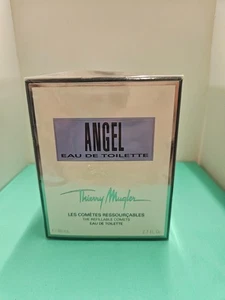 ANGEL
EAU DE TOILETTE
Thierry Mugler
LES COMÈTES RESSOURÇABLES
THE REFILLABLE COMETS
EAU DE TOILETTE